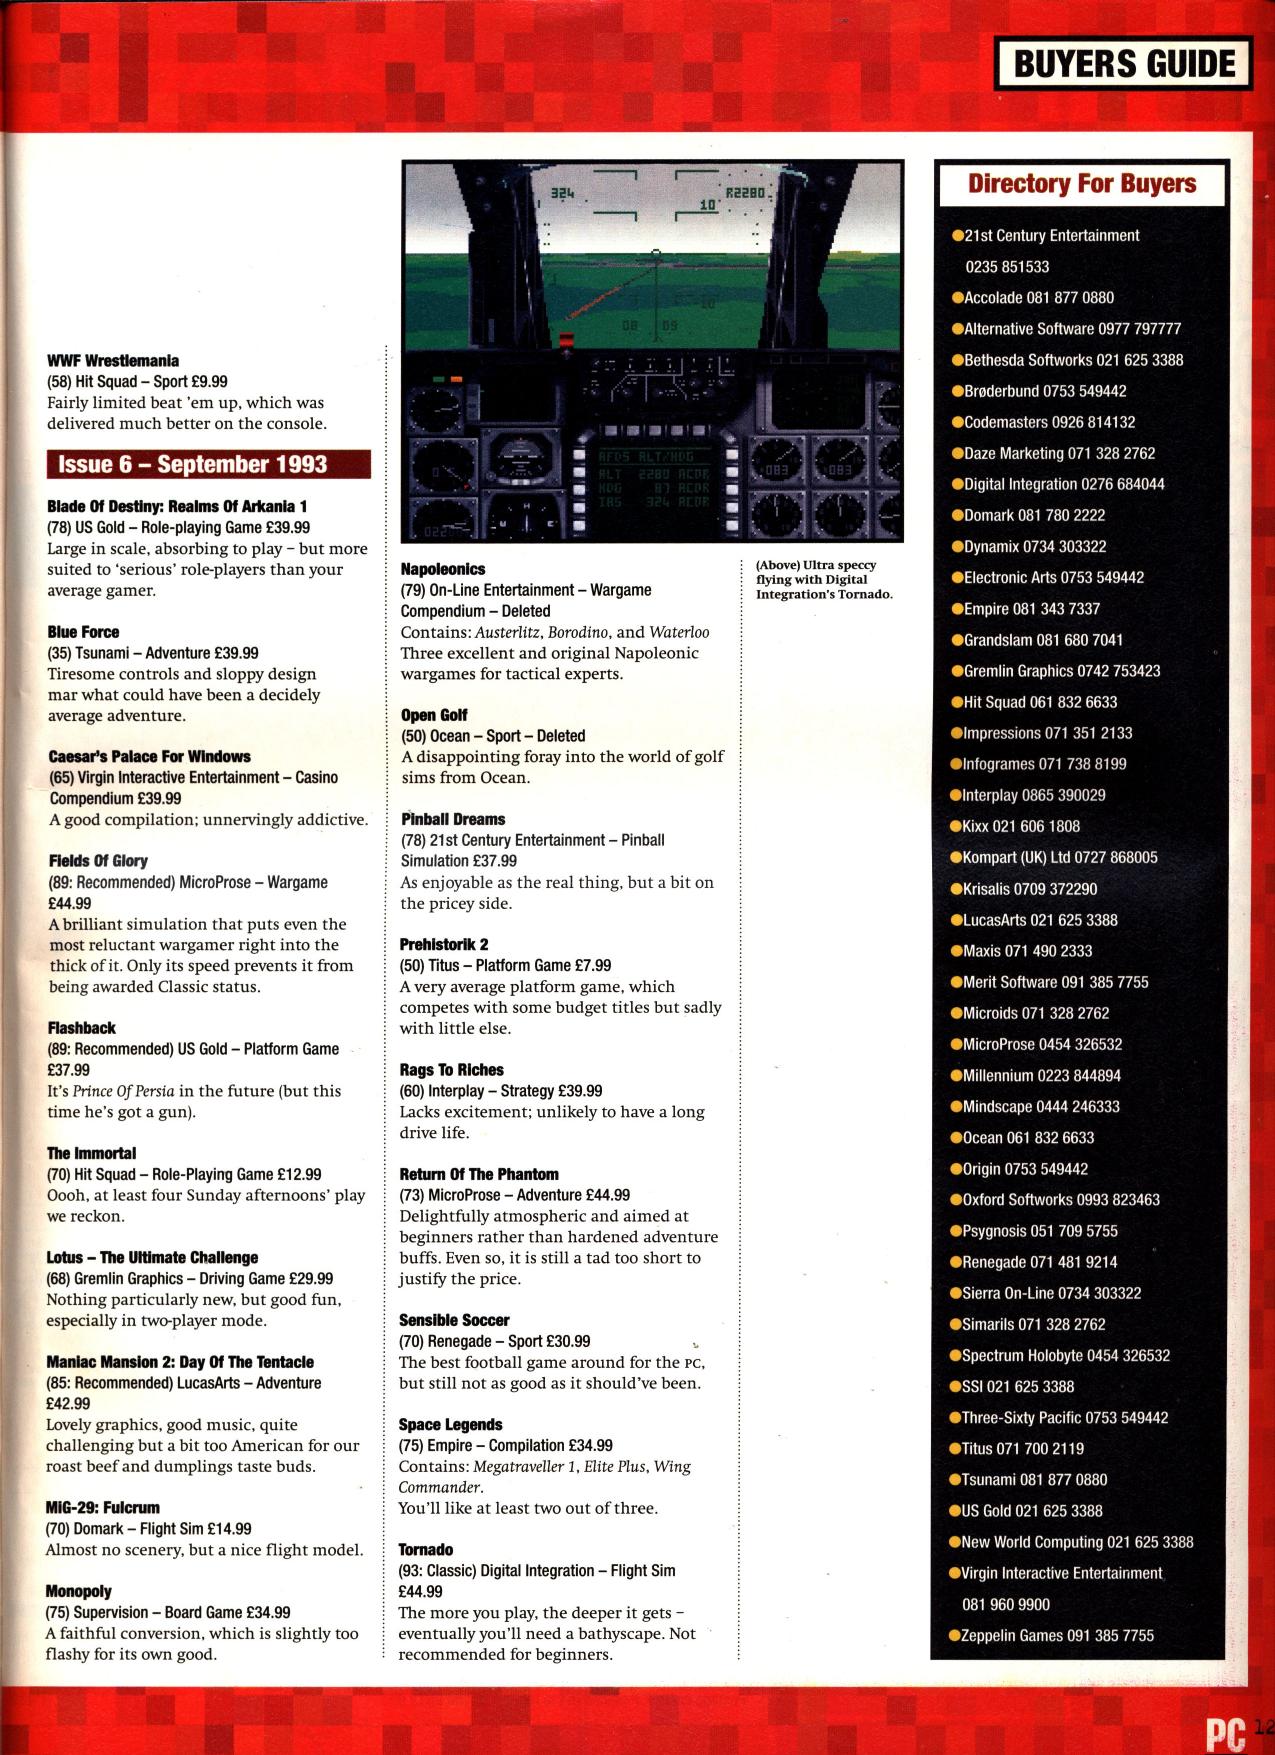 BUYERS GUIDE
WWF Wrestlemania
(58) Hit Squad – Sport £9.99
Fairly limited beat 'em up, which was
delivered much better on the console.
Issue 6 – September 1993
Blade Of Destiny: Realms Of Arkania 1
(78) US Gold – Role-playing Game £39.99
Large in scale, absorbing to play – but more
suited to 'serious' role-players than your
average gamer.
Blue Force
(35) Tsunami – Adventure £39.99
Tiresome controls and sloppy design
mar what could have been a decidely
average adventure.
Caesar's Palace For Windows
(65) Virgin Interactive Entertainment – Casino
Compendium £39.99
A good compilation; unnervingly addictive.
Fields Of Glory
(89: Recommended) MicroProse – Wargame
£44.99
A brilliant simulation that puts even the
most reluctant wargamer right into the
thick of it. Only its speed prevents it from
being awarded Classic status.
Flashback
(89: Recommended) US Gold – Platform Game
£37.99
It's Prince Of Persia in the future (but this
time he's got a gun).
The Immortal
(70) Hit Squad – Role-Playing Game £12.99
Oooh, at least four Sunday afternoons' play
we reckon.
Lotus – The Ultimate Challenge
(68) Gremlin Graphics – Driving Game £29.99
Nothing particularly new, but good fun,
especially in two-player mode.
Maniac Mansion 2: Day Of The Tentacle
(85: Recommended) LucasArts – Adventure
£42.99
Lovely graphics, good music, quite
challenging but a bit too American for our
roast beef and dumplings taste buds.
MiG-29: Fulcrum
(70) Domark – Flight Sim £14.99
Almost no scenery, but a nice flight model.
Monopoly
(75) Supervision – Board Game £34.99
A faithful conversion, which is slightly too
flashy for its own good.
324 R2280
10
10
08 09
AFDS ALT/HDG
ALT 2280 ACDR
HDG 87 ACDR
IAS 324 ACDR
083 083
Napoleonics
(79) On-Line Entertainment – Wargame
Compendium – Deleted
Contains: Austerlitz, Borodino, and Waterloo
Three excellent and original Napoleonic
wargames for tactical experts.
Open Golf
(50) Ocean – Sport – Deleted
A disappointing foray into the world of golf
sims from Ocean.
Pinball Dreams
(78) 21st Century Entertainment – Pinball
Simulation £37.99
As enjoyable as the real thing, but a bit on
the pricey side.
Prehistorik 2
(50) Titus – Platform Game £7.99
A very average platform game, which
competes with some budget titles but sadly
with little else.
Rags To Riches
(60) Interplay – Strategy £39.99
Lacks excitement; unlikely to have a long
drive life.
Return Of The Phantom
(73) MicroProse – Adventure £44.99
Delightfully atmospheric and aimed at
beginners rather than hardened adventure
buffs. Even so, it is still a tad too short to
justify the price.
Sensible Soccer
(70) Renegade – Sport £30.99
The best football game around for the PC,
but still not as good as it should've been.
Space Legends
(75) Empire – Compilation £34.99
Contains: Megatraveller 1, Elite Plus, Wing
Commander.
You'll like at least two out of three.
Tornado
(93: Classic) Digital Integration – Flight Sim
£44.99
The more you play, the deeper it gets –
eventually you'll need a bathyscape. Not
recommended for beginners.
(Above) Ultra speccy
flying with Digital
Integration's Tornado.
Directory For Buyers
●21st Century Entertainment
0235 851533
●Accolade 081 877 0880
●Alternative Software 0977 797777
●Bethesda Softworks 021 625 3388
●Brøderbund 0753 549442
●Codemasters 0926 814132
●Daze Marketing 071 328 2762
●Digital Integration 0276 684044
●Domark 081 780 2222
●Dynamix 0734 303322
●Electronic Arts 0753 549442
●Empire 081 343 7337
●Grandslam 081 680 7041
●Gremlin Graphics 0742 753423
●Hit Squad 061 832 6633
●Impressions 071 351 2133
●Infogrames 071 738 8199
●Interplay 0865 390029
●Kixx 021 606 1808
●Kompart (UK) Ltd 0727 868005
●Krisalis 0709 372290
●LucasArts 021 625 3388
●Maxis 071 490 2333
●Merit Software 091 385 7755
●Microids 071 328 2762
●MicroProse 0454 326532
●Millennium 0223 844894
●Mindscape 0444 246333
●Ocean 061 832 6633
●Origin 0753 549442
●Oxford Softworks 0993 823463
●Psygnosis 051 709 5755
●Renegade 071 481 9214
●Sierra On-Line 0734 303322
●Simarils 071 328 2762
●Spectrum Holobyte 0454 326532
●SSI 021 625 3388
●Three-Sixty Pacific 0753 549442
●Titus 071 700 2119
●Tsunami 081 877 0880
●US Gold 021 625 3388
●New World Computing 021 625 3388
●Virgin Interactive Entertainment
081 960 9900
●Zeppelin Games 091 385 7755
PC 12